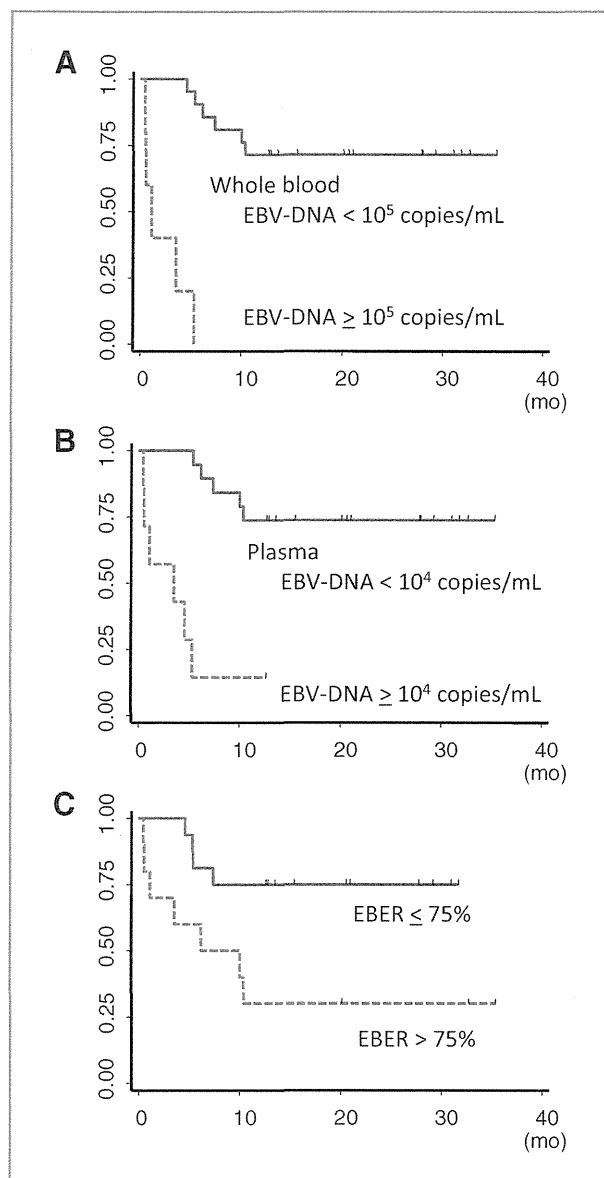 A
1.00
0.75
0.50
0.25
0.00
Whole blood
EBV-DNA < 10⁵ copies/mL
EBV-DNA ≥ 10⁵ copies/mL
0 10 20 30 40
(mo)
B
1.00
0.75
0.50
0.25
0.00
Plasma
EBV-DNA < 10⁴ copies/mL
EBV-DNA ≥ 10⁴ copies/mL
0 10 20 30 40
(mo)
C
1.00
0.75
0.50
0.25
0.00
EBER ≤ 75%
EBER > 75%
0 10 20 30 40
(mo)